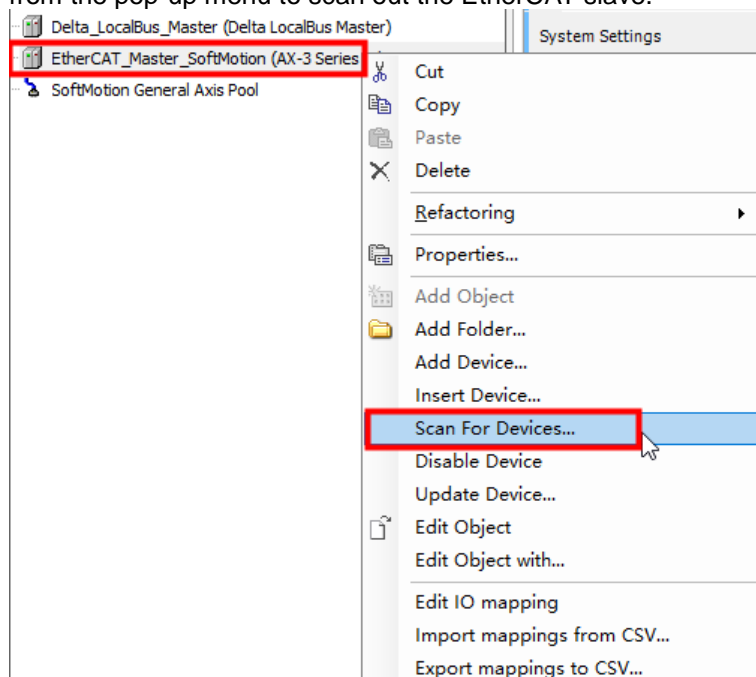 from the pop-up menu to scan out the EtherCAT slave.
Delta_LocalBus_Master (Delta LocalBus Master)
System Settings
EtherCAT_Master_SoftMotion (AX-3 Series
SoftMotion General Axis Pool
Cut
Copy
Paste
Delete
Refactoring
Properties...
Add Object
Add Folder...
Add Device...
Insert Device...
Scan For Devices...
Disable Device
Update Device...
Edit Object
Edit Object with...
Edit IO mapping
Import mappings from CSV...
Export mappings to CSV...